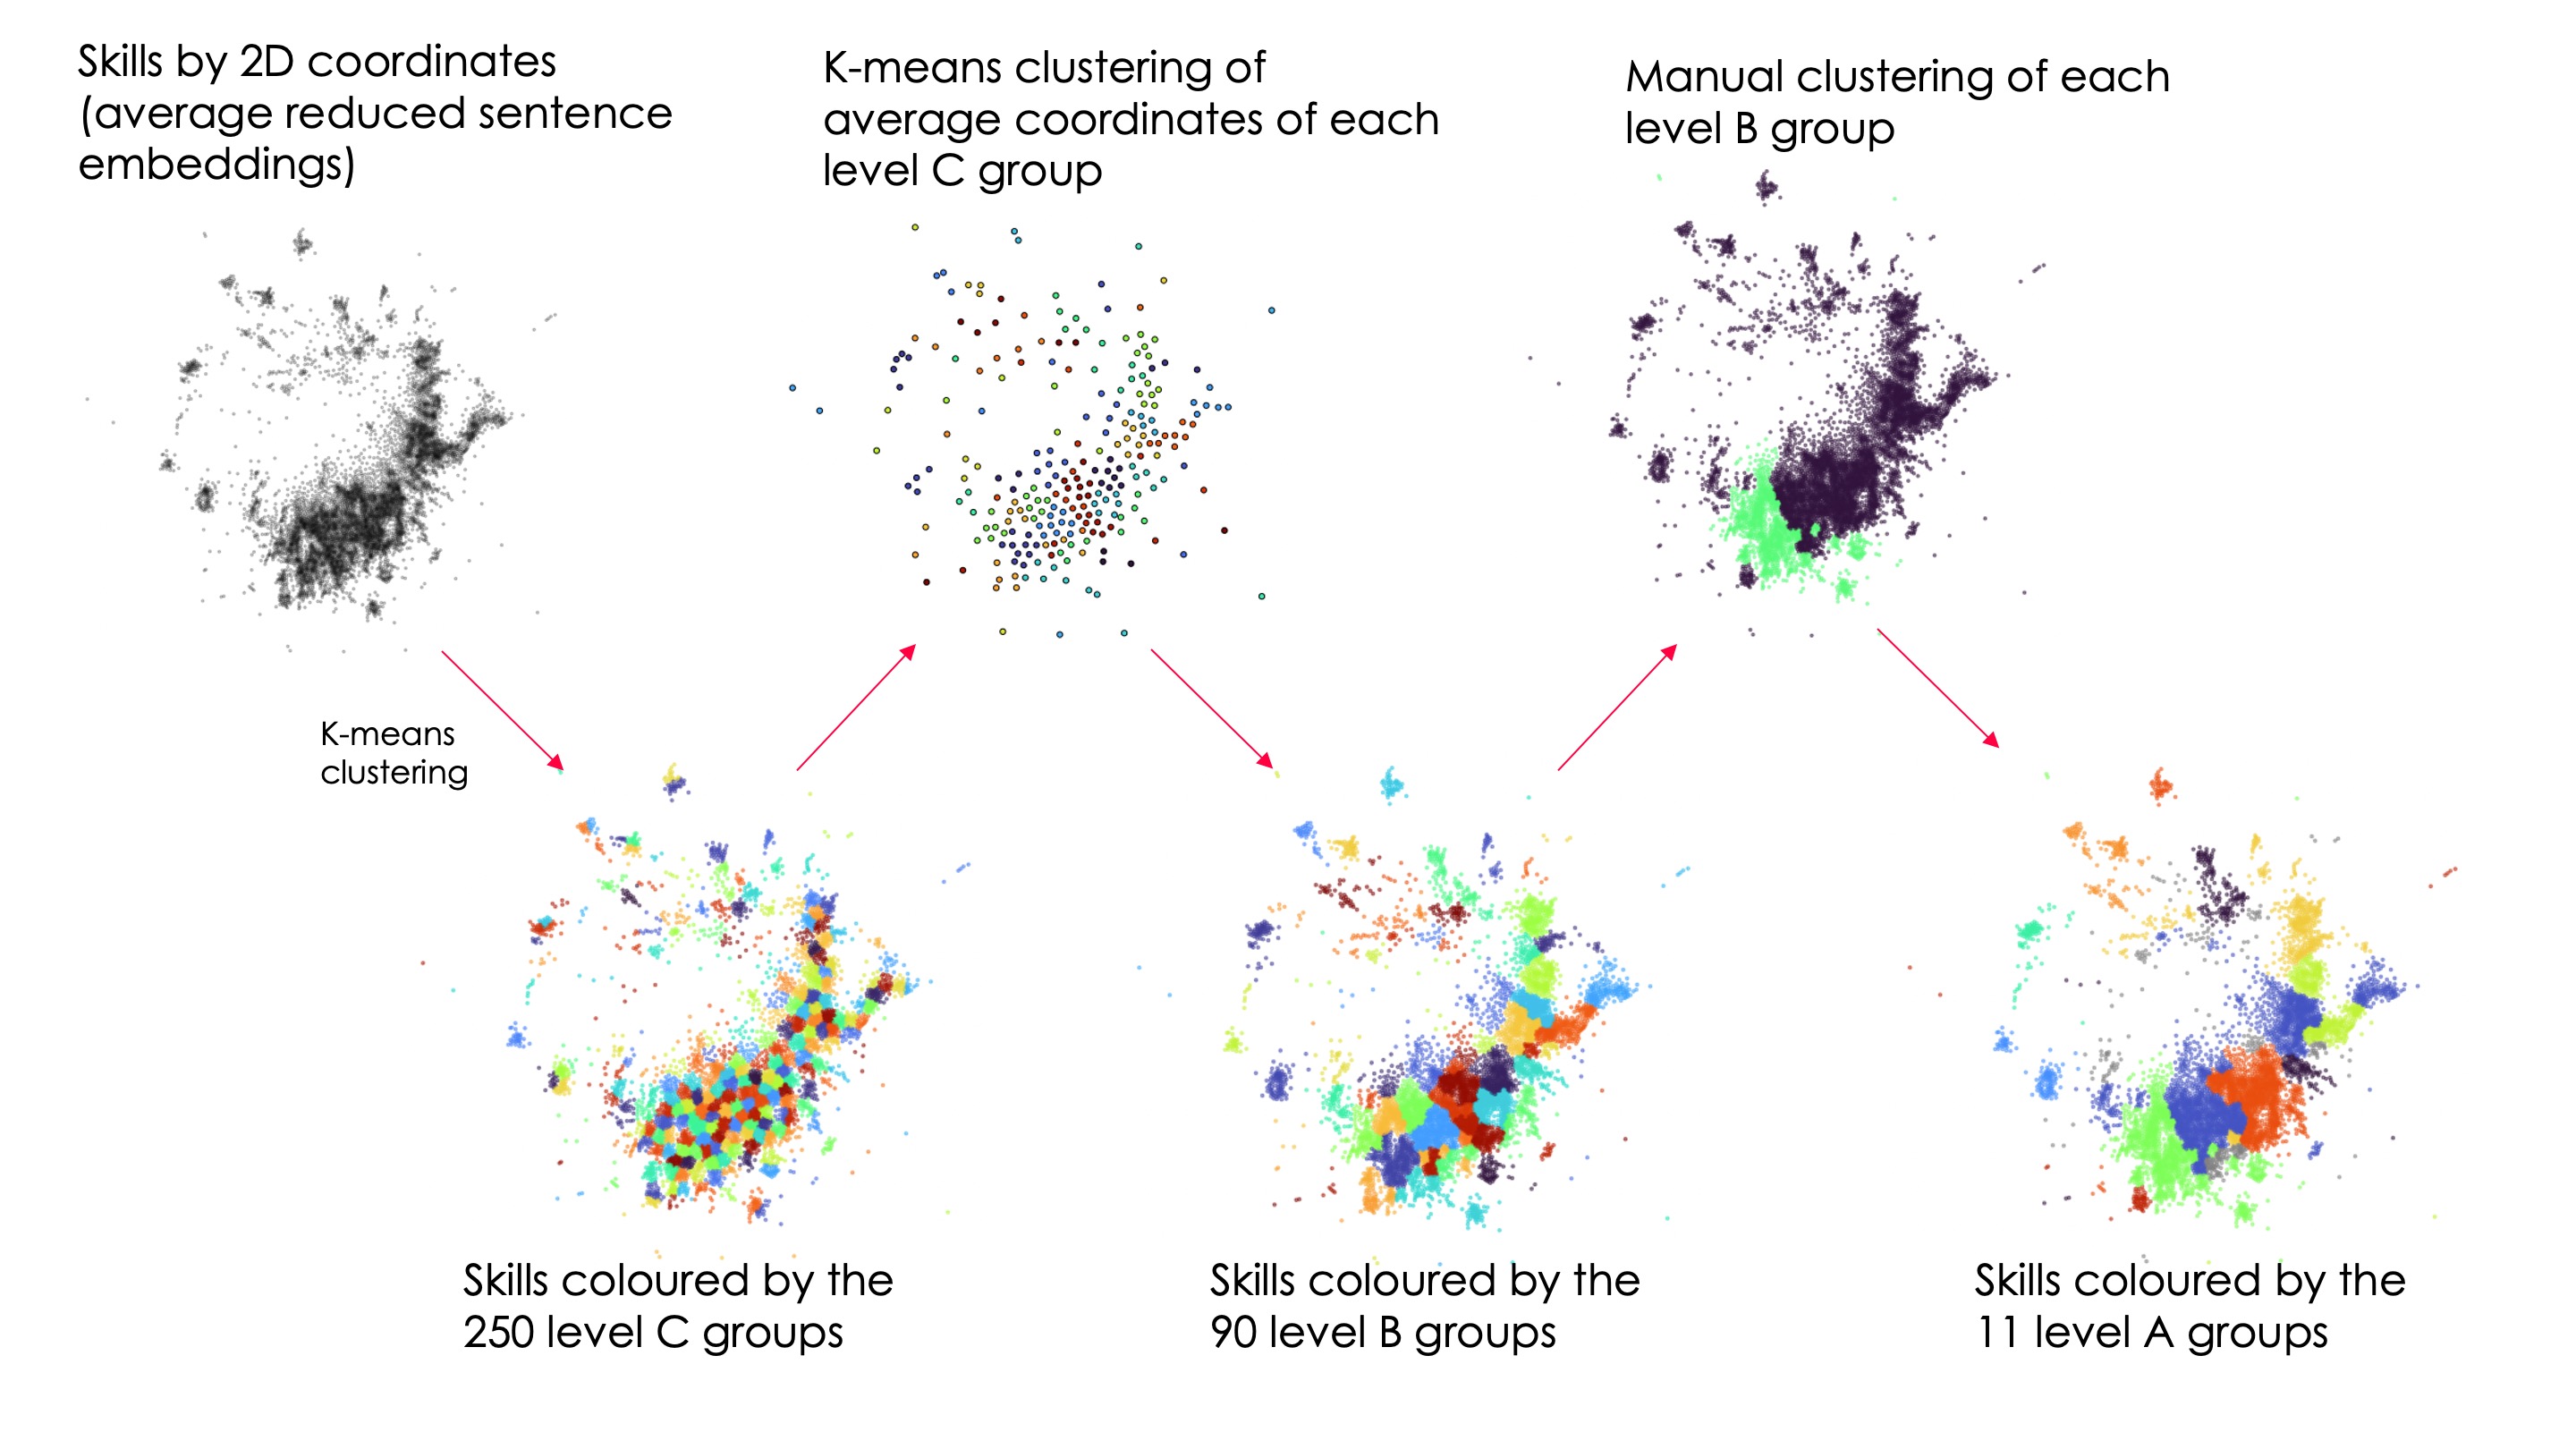 Skills by 2D coordinates
(average reduced sentence
embeddings)
K-means clustering of
average coordinates of each
level C group
Manual clustering of each
level B group
K-means
clustering
Skills coloured by the
250 level C groups
Skills coloured by the
90 level B groups
Skills coloured by the
11 level A groups